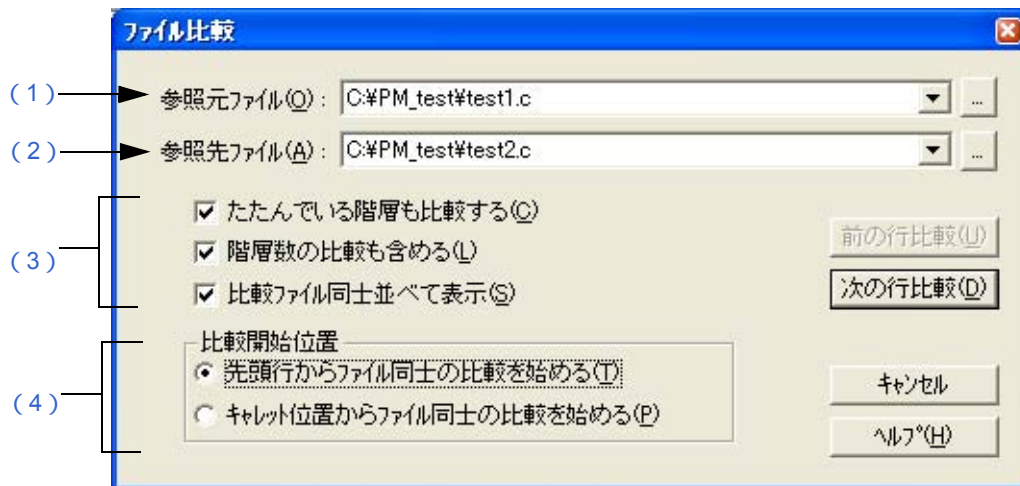 ファイル比較
(1) 参照元ファイル(O): C:¥PM_test¥test1.c ...
(2) 参照先ファイル(A): C:¥PM_test¥test2.c ...
(3)
たたんでいる階層も比較する(C)
階層数の比較も含める(L)
比較ファイル同士並べて表示(S)
前の行比較(U)
次の行比較(D)
(4)
比較開始位置
先頭行からファイル同士の比較を始める(T)
キャレット位置からファイル同士の比較を始める(P)
キャンセル
ヘルプ(H)